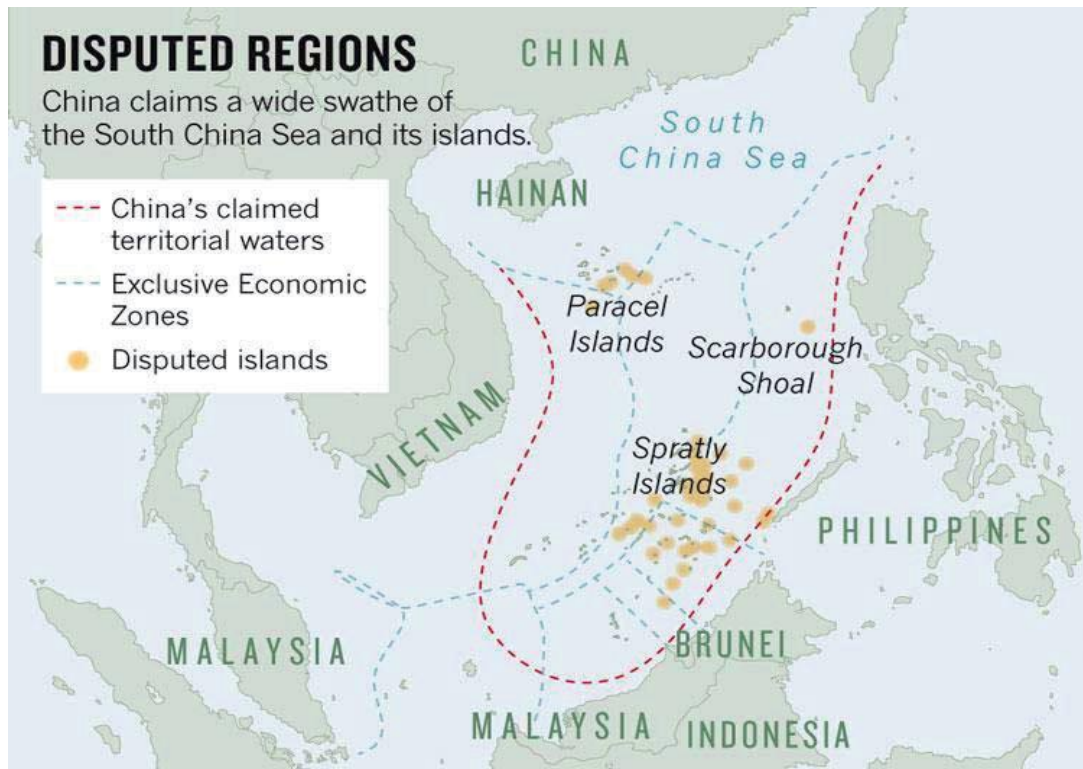 DISPUTED REGIONS
China claims a wide swathe of
the South China Sea and its islands.
China's claimed
territorial waters
Exclusive Economic
Zones
Disputed islands
CHINA
South
China Sea
HAINAN
Paracel
Islands
Scarborough
Shoal
VIETNAM
Spratly
Islands
PHILIPPINES
MALAYSIA
BRUNEI
MALAYSIA
INDONESIA